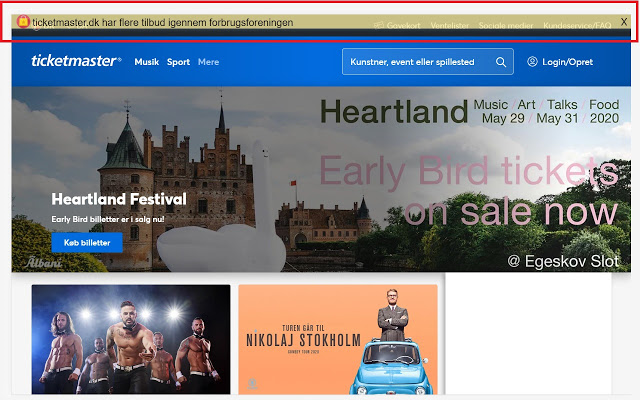 ticketmaster.dk har flere tilbud igennem forbrugsforeningen
X
Gavekort Ventelister Sociale medier Kundeservice/FAQ
ticketmaster®
Musik Sport Mere
Kunstner, event eller spillested
Login/Opret
Heartland
Music / Art / Talks / Food
May 29 / May 31 / 2020
Early Bird tickets
on sale now
@ Egeskov Slot
Heartland Festival
Early Bird billetter er i salg nu!
Køb billetter
Albani
TUREN GÅR TIL
NIKOLAJ STOKHOLM
COMEDY TOUR 2020